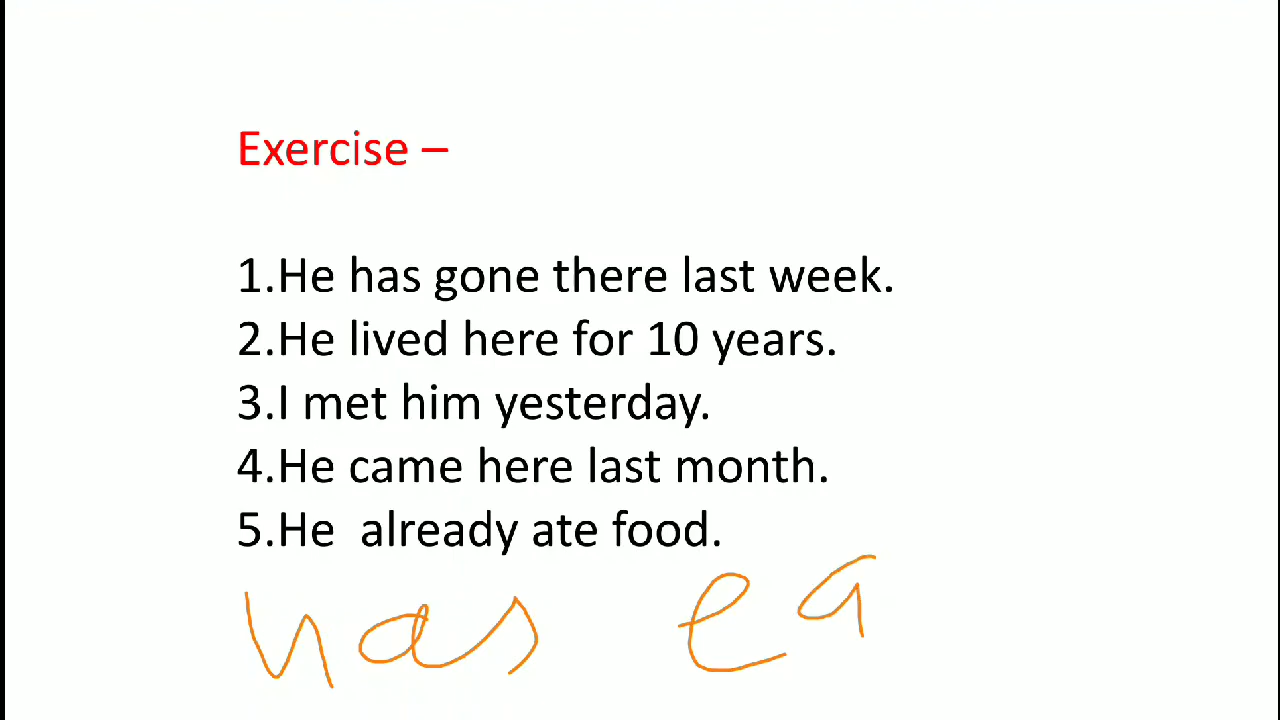 Exercise –
1.He has gone there last week.
2.He lived here for 10 years.
3.I met him yesterday.
4.He came here last month.
5.He  already ate food.
has ea